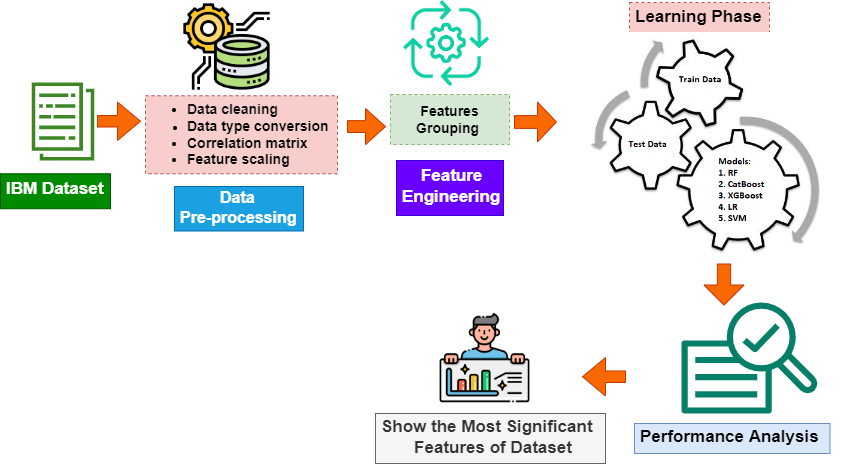 Learning Phase
IBM Dataset
• Data cleaning
• Data type conversion
• Correlation matrix
• Feature scaling
Data
Pre-processing
Features
Grouping
Feature
Engineering
Train Data
Test Data
Models:
1. RF
2. CatBoost
3. XGBoost
4. LR
5. SVM
Performance Analysis
Show the Most Significant
Features of Dataset